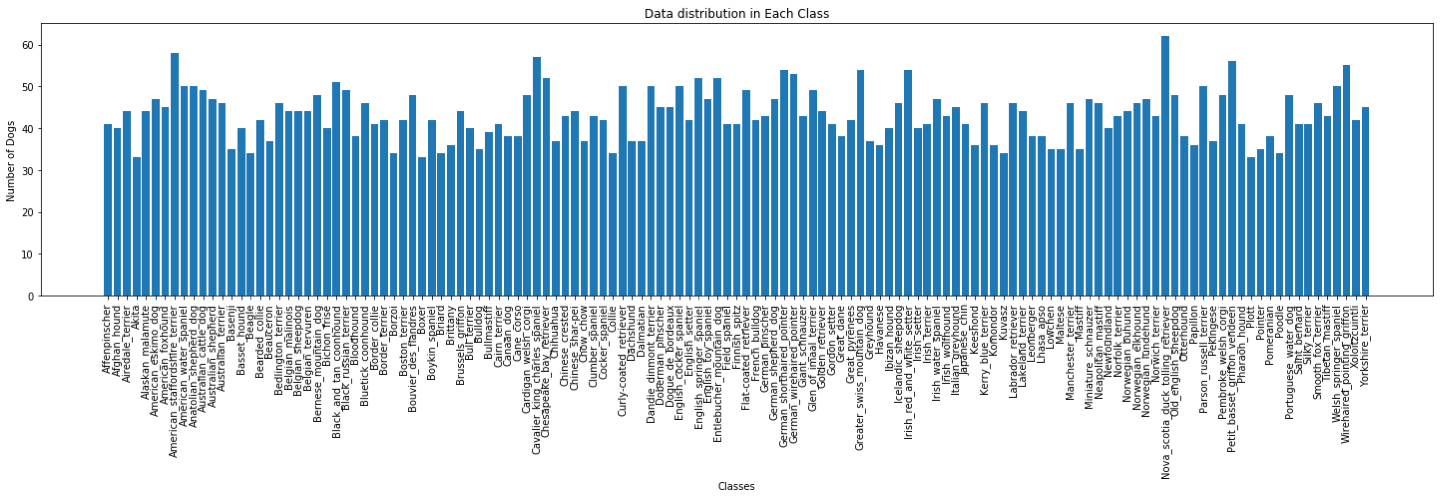 Data distribution in Each Class
Number of Dogs
60
50
40
30
20
10
0
Affenpinscher
Afghan_hound
Airedale_terrier
Akita
Alaskan_malamute
American_eskimo_dog
American_foxhound
American_staffordshire_terrier
American_water_spaniel
Anatolian_shepherd_dog
Australian_cattle_dog
Australian_shepherd
Australian_terrier
Basenji
Basset_hound
Beagle
Bearded_collie
Beauceron
Bedlington_terrier
Belgian_malinois
Belgian_sheepdog
Belgian_tervuren
Bernese_mountain_dog
Bichon_frise
Black_and_tan_coonhound
Black_russian_terrier
Bloodhound
Bluetick_coonhound
Border_collie
Border_terrier
Borzoi
Boston_terrier
Bouvier_des_flandres
Boxer
Boykin_spaniel
Briard
Brittany
Brussels_griffon
Bull_terrier
Bulldog
Bullmastiff
Cairn_terrier
Canaan_dog
Cane_corso
Cardigan_welsh_corgi
Cavalier_king_charles_spaniel
Chesapeake_bay_retriever
Chihuahua
Chinese_crested
Chinese_shar-pei
Chow_chow
Clumber_spaniel
Cocker_spaniel
Collie
Curly-coated_retriever
Dachshund
Dalmatian
Dandie_dinmont_terrier
Doberman_pinscher
Dogue_de_bordeaux
English_cocker_spaniel
English_setter
English_springer_spaniel
English_toy_spaniel
Entlebucher_mountain_dog
Field_spaniel
Finnish_spitz
Flat-coated_retriever
French_bulldog
German_pinscher
German_shepherd_dog
German_shorthaired_pointer
German_wirehaired_pointer
Giant_schnauzer
Glen_of_imaal_terrier
Golden_retriever
Gordon_setter
Great_dane
Great_pyrenees
Greater_swiss_mountain_dog
Greyhound
Havanese
Ibizan_hound
Icelandic_sheepdog
Irish_red_and_white_setter
Irish_setter
Irish_terrier
Irish_water_spaniel
Irish_wolfhound
Italian_greyhound
Japanese_chin
Keeshond
Kerry_blue_terrier
Komondor
Kuvasz
Labrador_retriever
Lakeland_terrier
Leonberger
Lhasa_apso
Lowchen
Maltese
Manchester_terrier
Mastiff
Miniature_schnauzer
Neapolitan_mastiff
Newfoundland
Norfolk_terrier
Norwegian_buhund
Norwegian_elkhound
Norwegian_lundehund
Norwich_terrier
Nova_scotia_duck_tolling_retriever
Old_english_sheepdog
Otterhound
Papillon
Parson_russell_terrier
Pekingese
Pembroke_welsh_corgi
Petit_basset_griffon_vendeen
Pharaoh_hound
Plott
Pointer
Pomeranian
Poodle
Portuguese_water_dog
Saint_bernard
Silky_terrier
Smooth_fox_terrier
Tibetan_mastiff
Welsh_springer_spaniel
Wirehaired_pointing_griffon
Xoloitzcuintli
Yorkshire_terrier
Classes